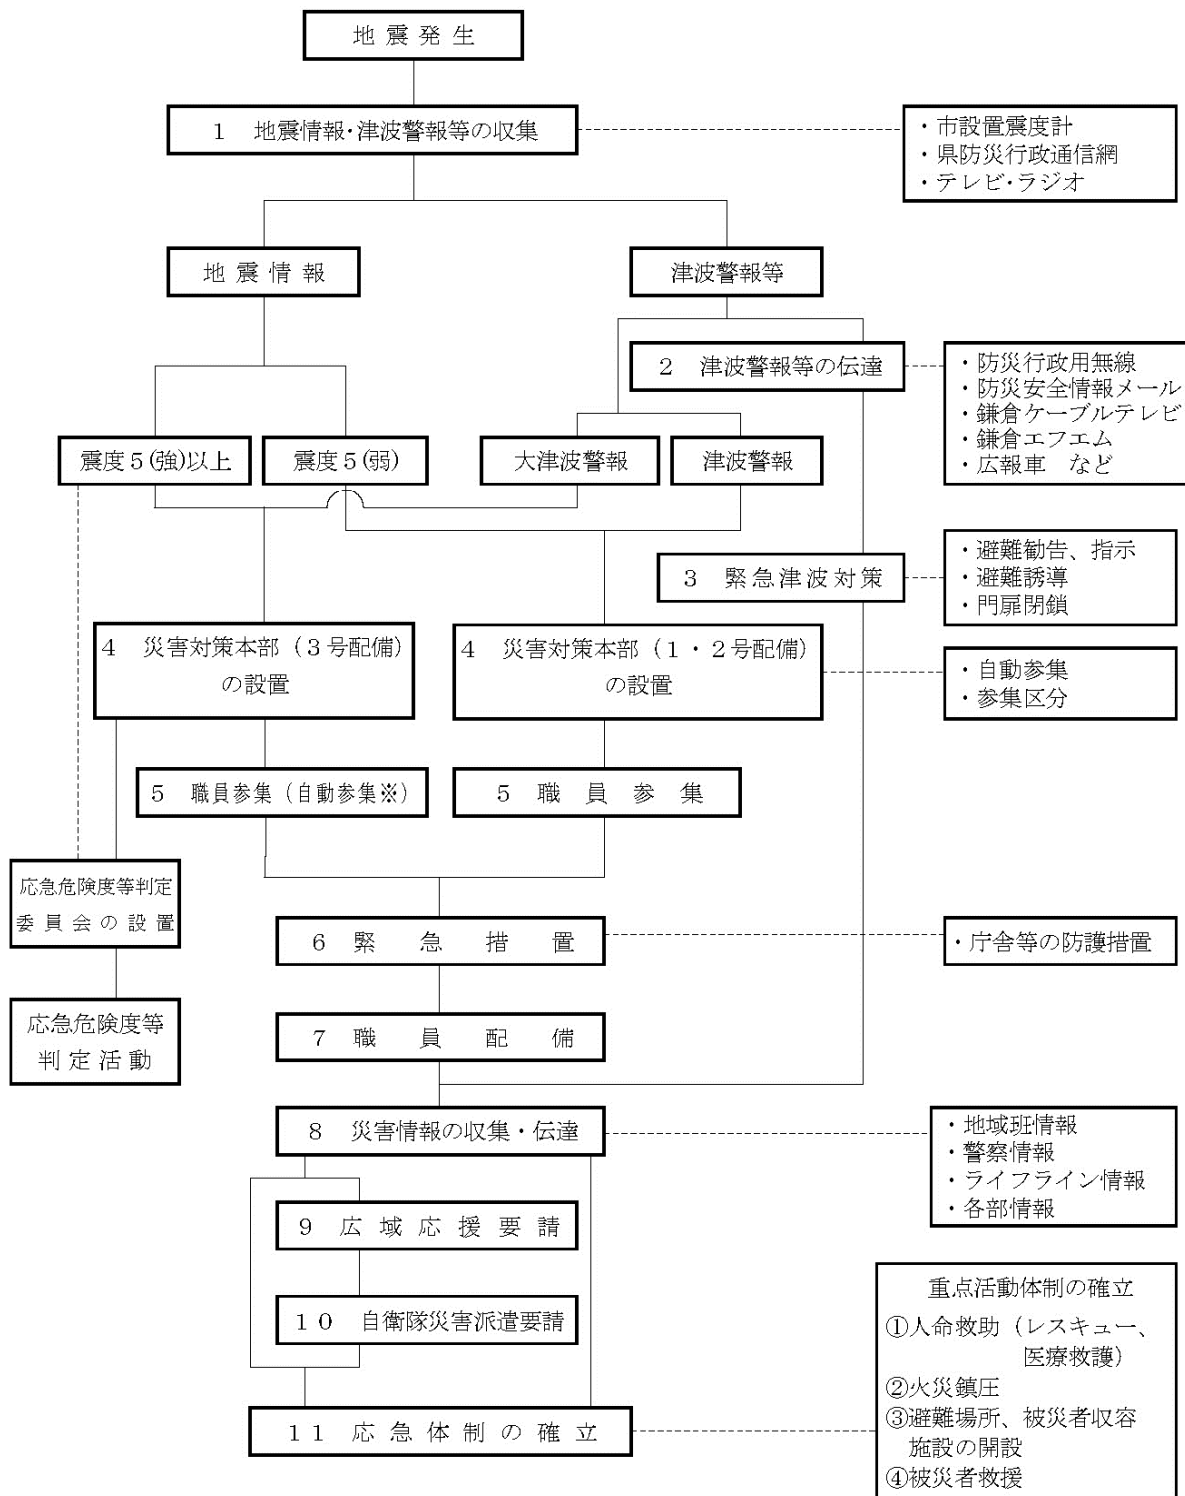 地震発生
1 地震情報・津波警報等の収集
・市設置震度計
・県防災行政通信網
・テレビ・ラジオ
地震情報
津波警報等
2 津波警報等の伝達
・防災行政用無線
・防災安全情報メール
・鎌倉ケーブルテレビ
・鎌倉エフエム
・広報車 など
震度5(強)以上
震度5(弱)
大津波警報
津波警報
3 緊急津波対策
・避難勧告、指示
・避難誘導
・門扉閉鎖
4 災害対策本部(3号配備)
の設置
4 災害対策本部(1・2号配備)
の設置
・自動参集
・参集区分
5 職員参集(自動参集※)
5 職員参集
応急危険度等判定
委員会の設置
6 緊急措置
・庁舎等の防護措置
応急危険度等
判定活動
7 職員配備
8 災害情報の収集・伝達
・地域班情報
・警察情報
・ライフライン情報
・各部情報
9 広域応援要請
10 自衛隊災害派遣要請
11 応急体制の確立
重点活動体制の確立
①人命救助(レスキュー、
医療救護)
②火災鎮圧
③避難場所、被災者収容
施設の開設
④被災者救援